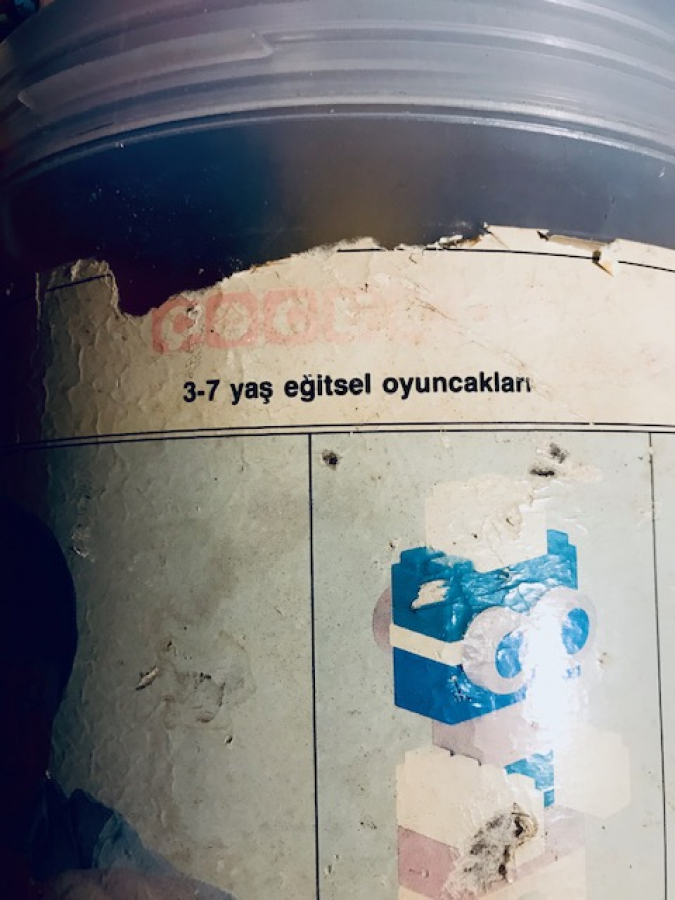 3-7 yaş eğitsel oyuncakları